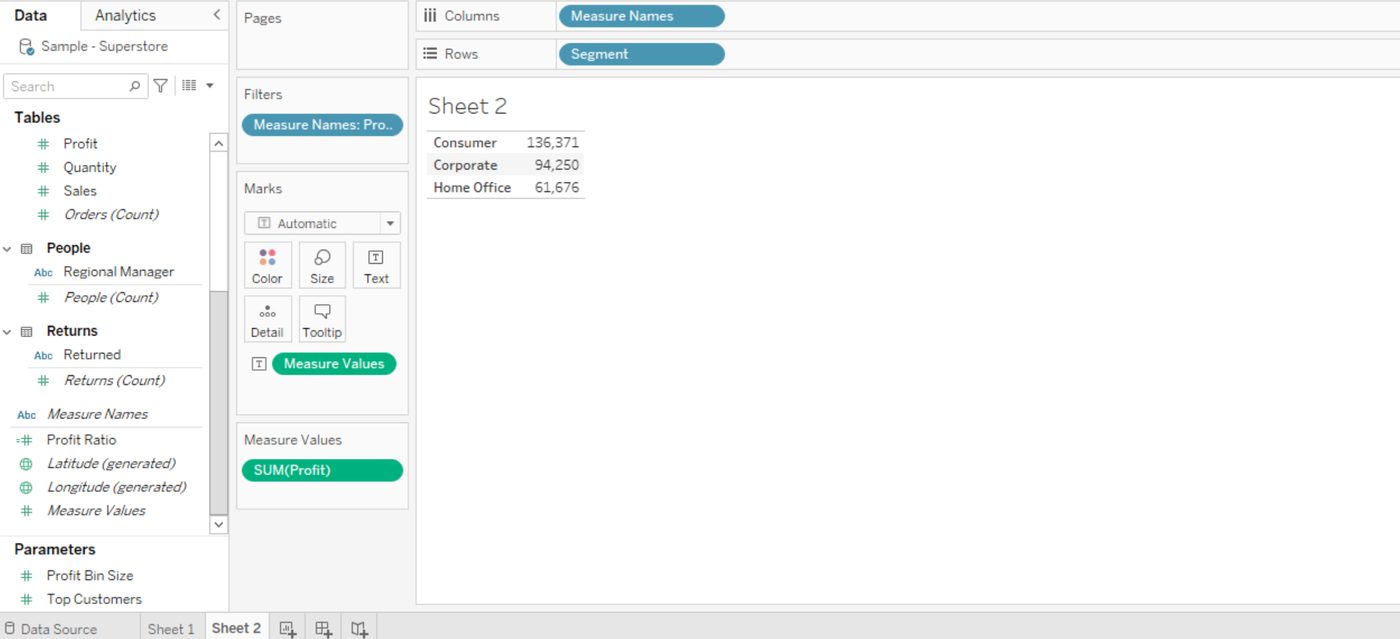 Data
Analytics
Sample - Superstore
Search
Tables
Profit
Quantity
Sales
Orders (Count)
People
Abc Regional Manager
People (Count)
Returns
Abc Returned
Returns (Count)
Abc Measure Names
=# Profit Ratio
Latitude (generated)
Longitude (generated)
# Measure Values
Parameters
# Profit Bin Size
# Top Customers
Pages
Filters
Measure Names: Pro..
Marks
T Automatic
Color
Size
T Text
Detail
Tooltip
T Measure Values
Measure Values
SUM(Profit)
Columns
Measure Names
Rows
Segment
Sheet 2
Consumer 136,371
Corporate 94,250
Home Office 61,676
Data Source
Sheet 1
Sheet 2